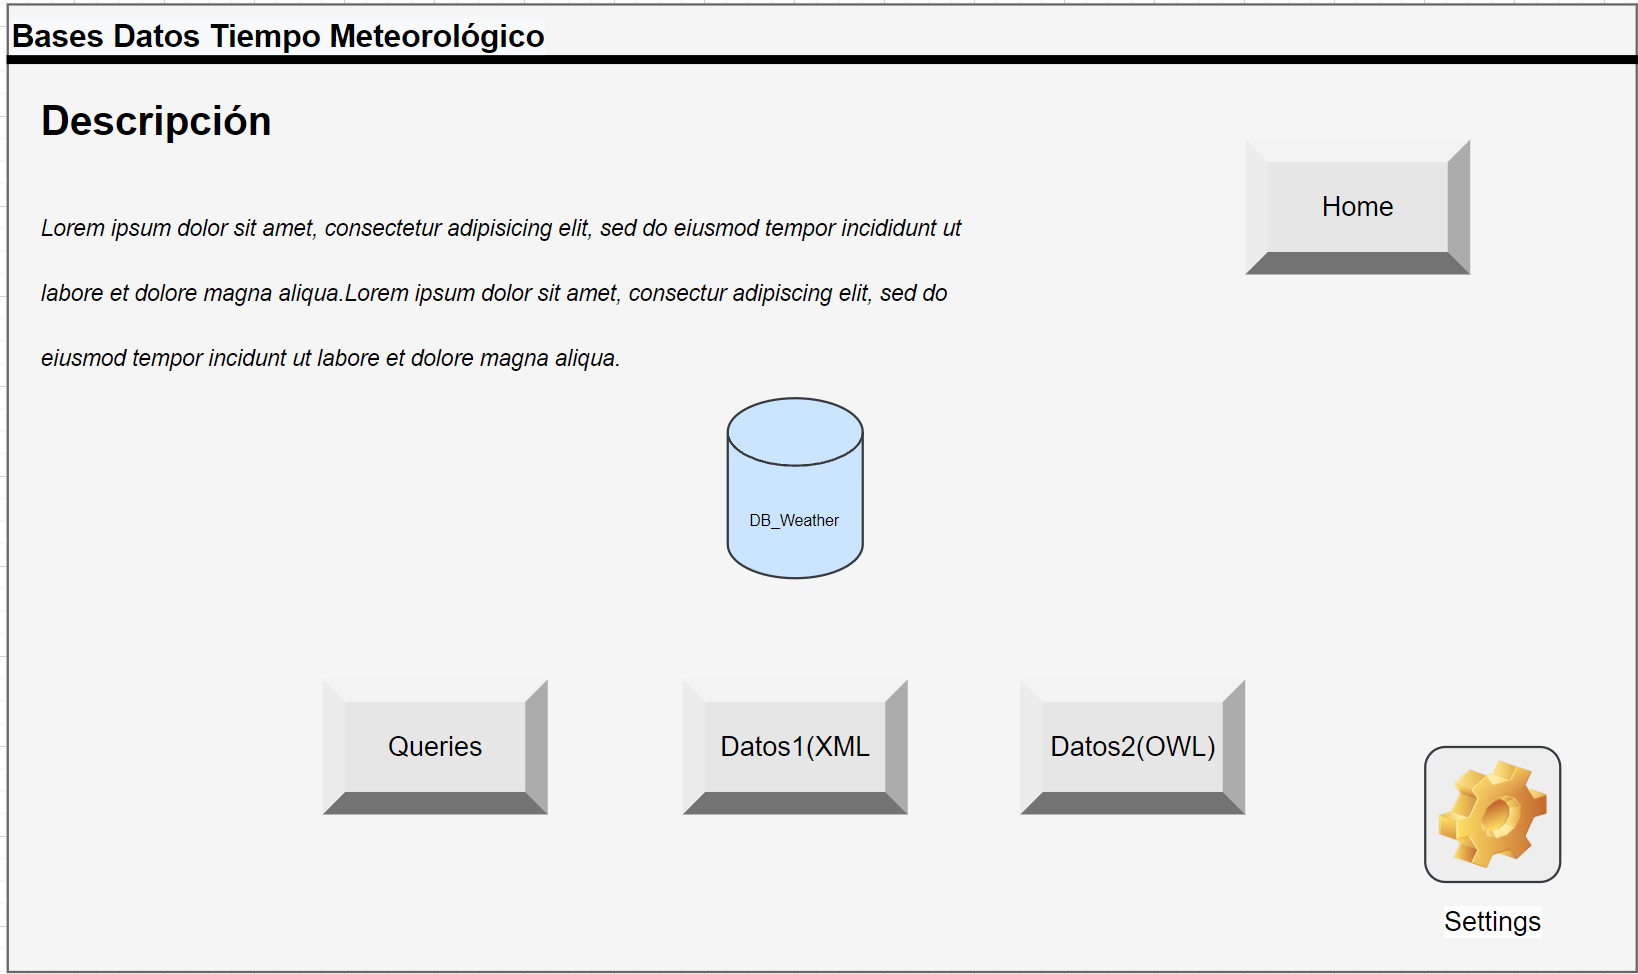 Bases Datos Tiempo Meteorológico
Descripción
Home
Lorem ipsum dolor sit amet, consectetur adipisicing elit, sed do eiusmod tempor incididunt ut
labore et dolore magna aliqua.Lorem ipsum dolor sit amet, consectur adipiscing elit, sed do
eiusmod tempor incidunt ut labore et dolore magna aliqua.
DB_Weather
Queries
Datos1(XML
Datos2(OWL)
Settings